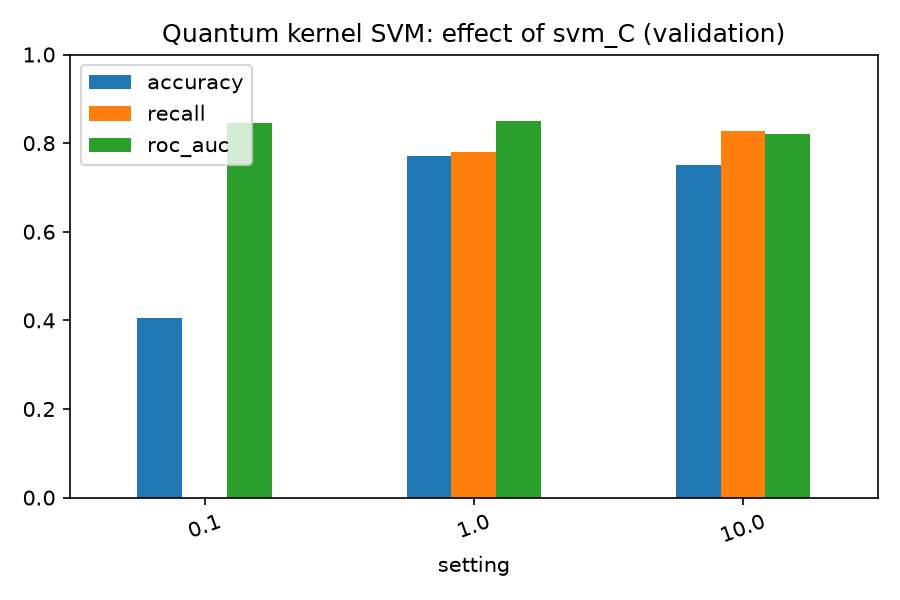 Quantum kernel SVM: effect of svm_C (validation)
1.0
0.8
0.6
0.4
0.2
0.0
accuracy
recall
roc_auc
0.1
1.0
10.0
setting